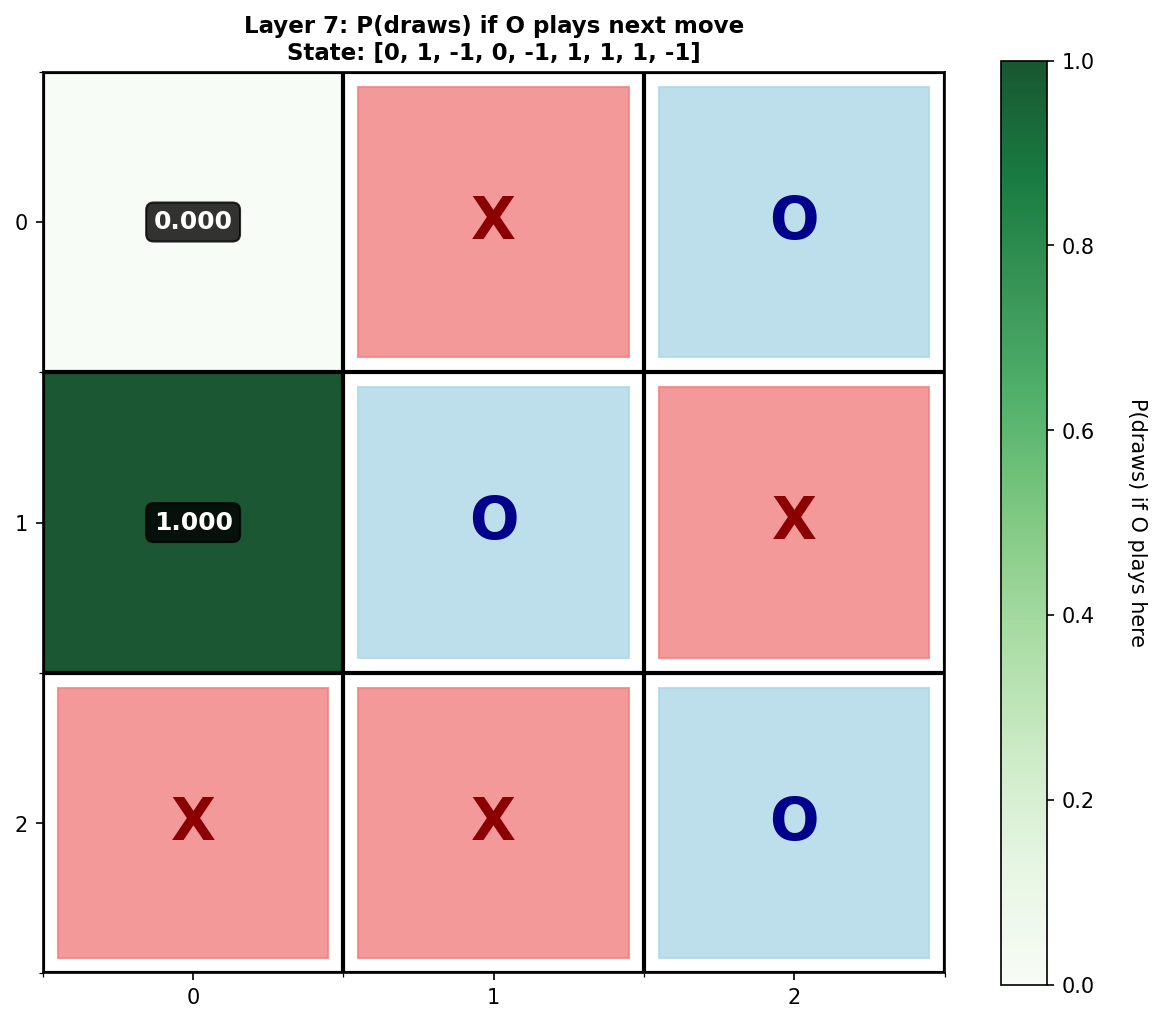 Layer 7: P(draws) if O plays next move
State: [0, 1, -1, 0, -1, 1, 1, 1, -1]
0
0.000
X
O
1
1.000
O
X
2
X
X
O
0
1
2
1.0
0.8
0.6
0.4
0.2
0.0
P(draws) if O plays here